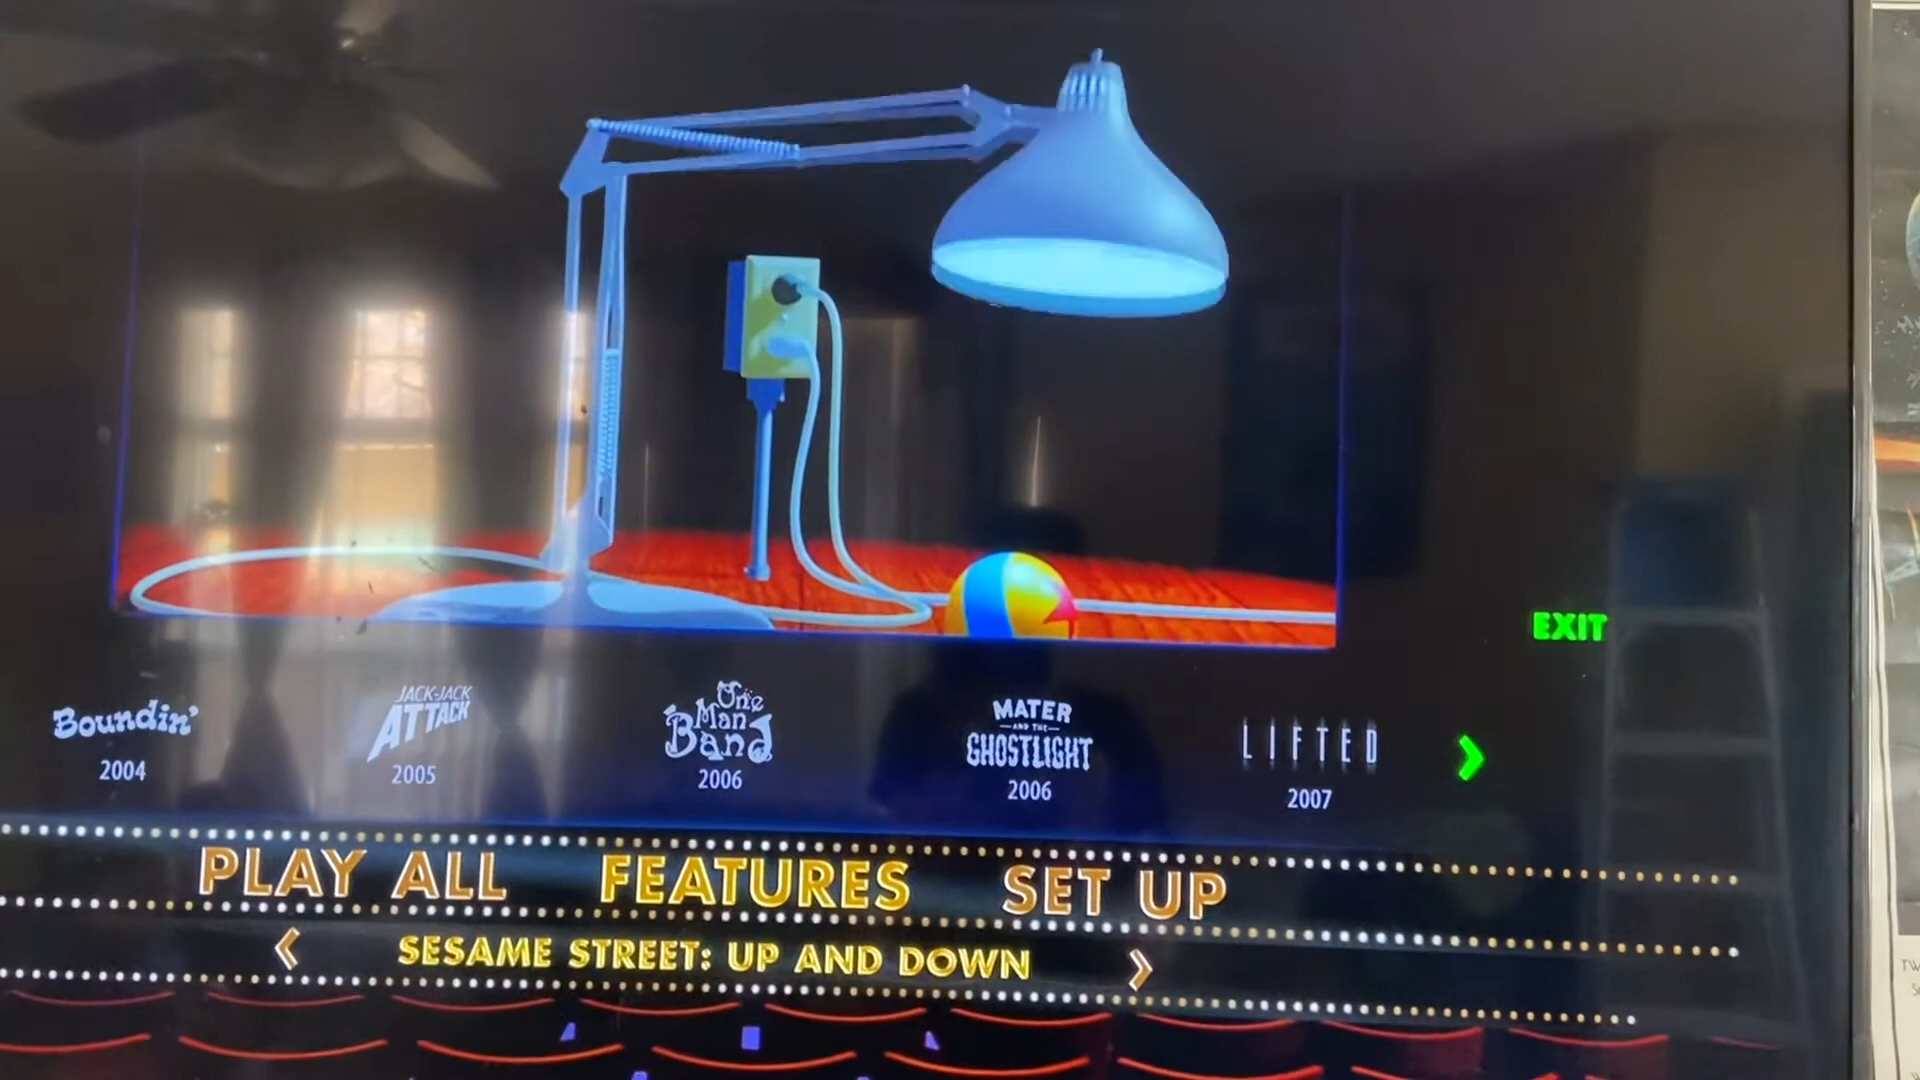 EXIT
Boundin'
2004
JACK-JACK
ATTACK
2005
One
Man
Band
2006
MATER
AND THE
GHOSTLIGHT
2006
LIFTED
2007
PLAY ALL FEATURES SET UP
SESAME STREET: UP AND DOWN